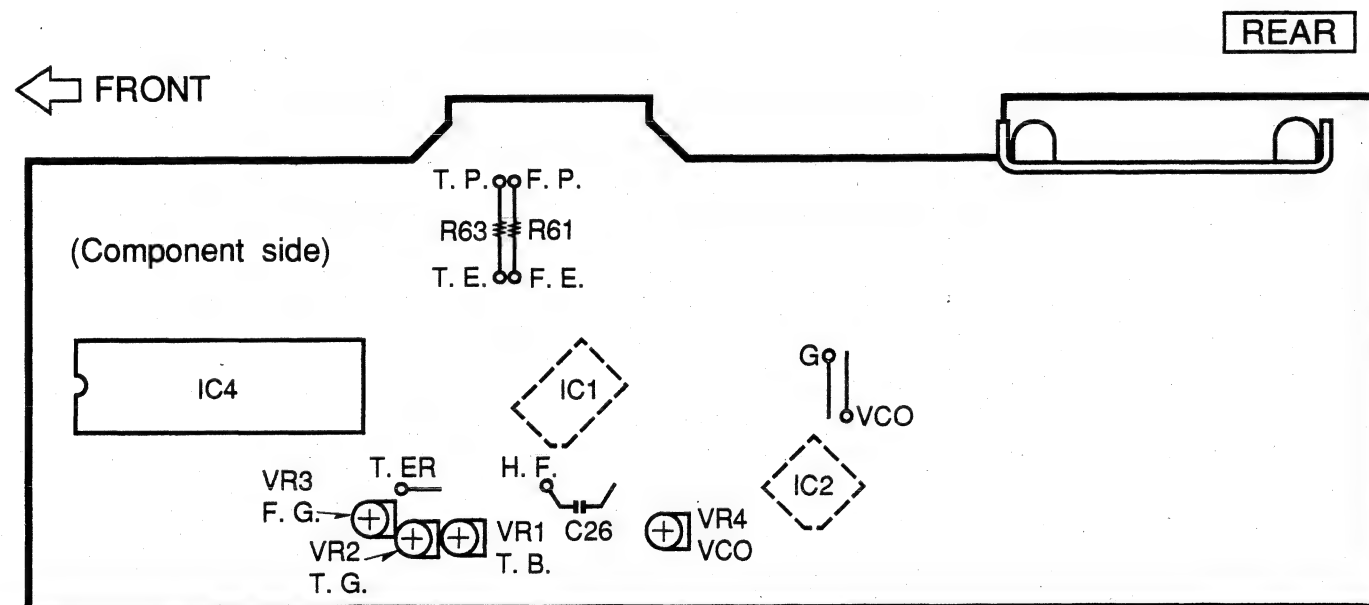 REAR
FRONT
T. P. F. P.
R63 R61
(Component side)
T. E. F. E.
IC4
IC1
G
VCO
IC2
T. ER
H. F.
VR3
F. G.
VR2
T. G.
VR1
T. B.
C26
VR4
VCO